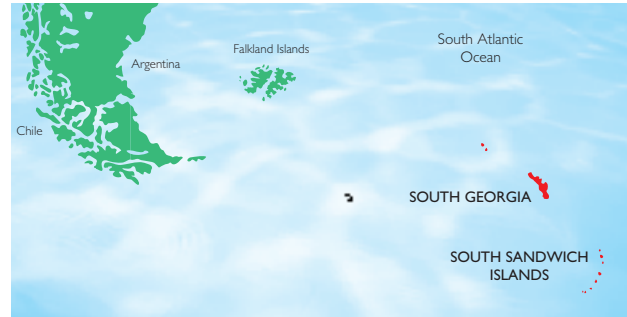 South Atlantic
Ocean
Falkland Islands
Argentina
Chile
SOUTH GEORGIA
SOUTH SANDWICH
ISLANDS